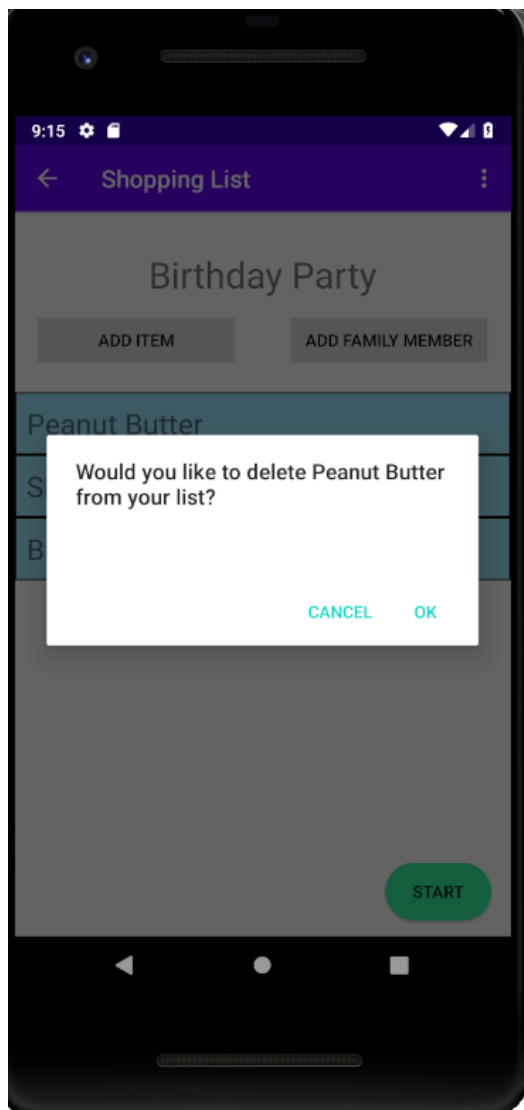 9:15
Shopping List
Birthday Party
ADD ITEM
ADD FAMILY MEMBER
Peanut Butter
Would you like to delete Peanut Butter
from your list?
S
B
CANCEL OK
START